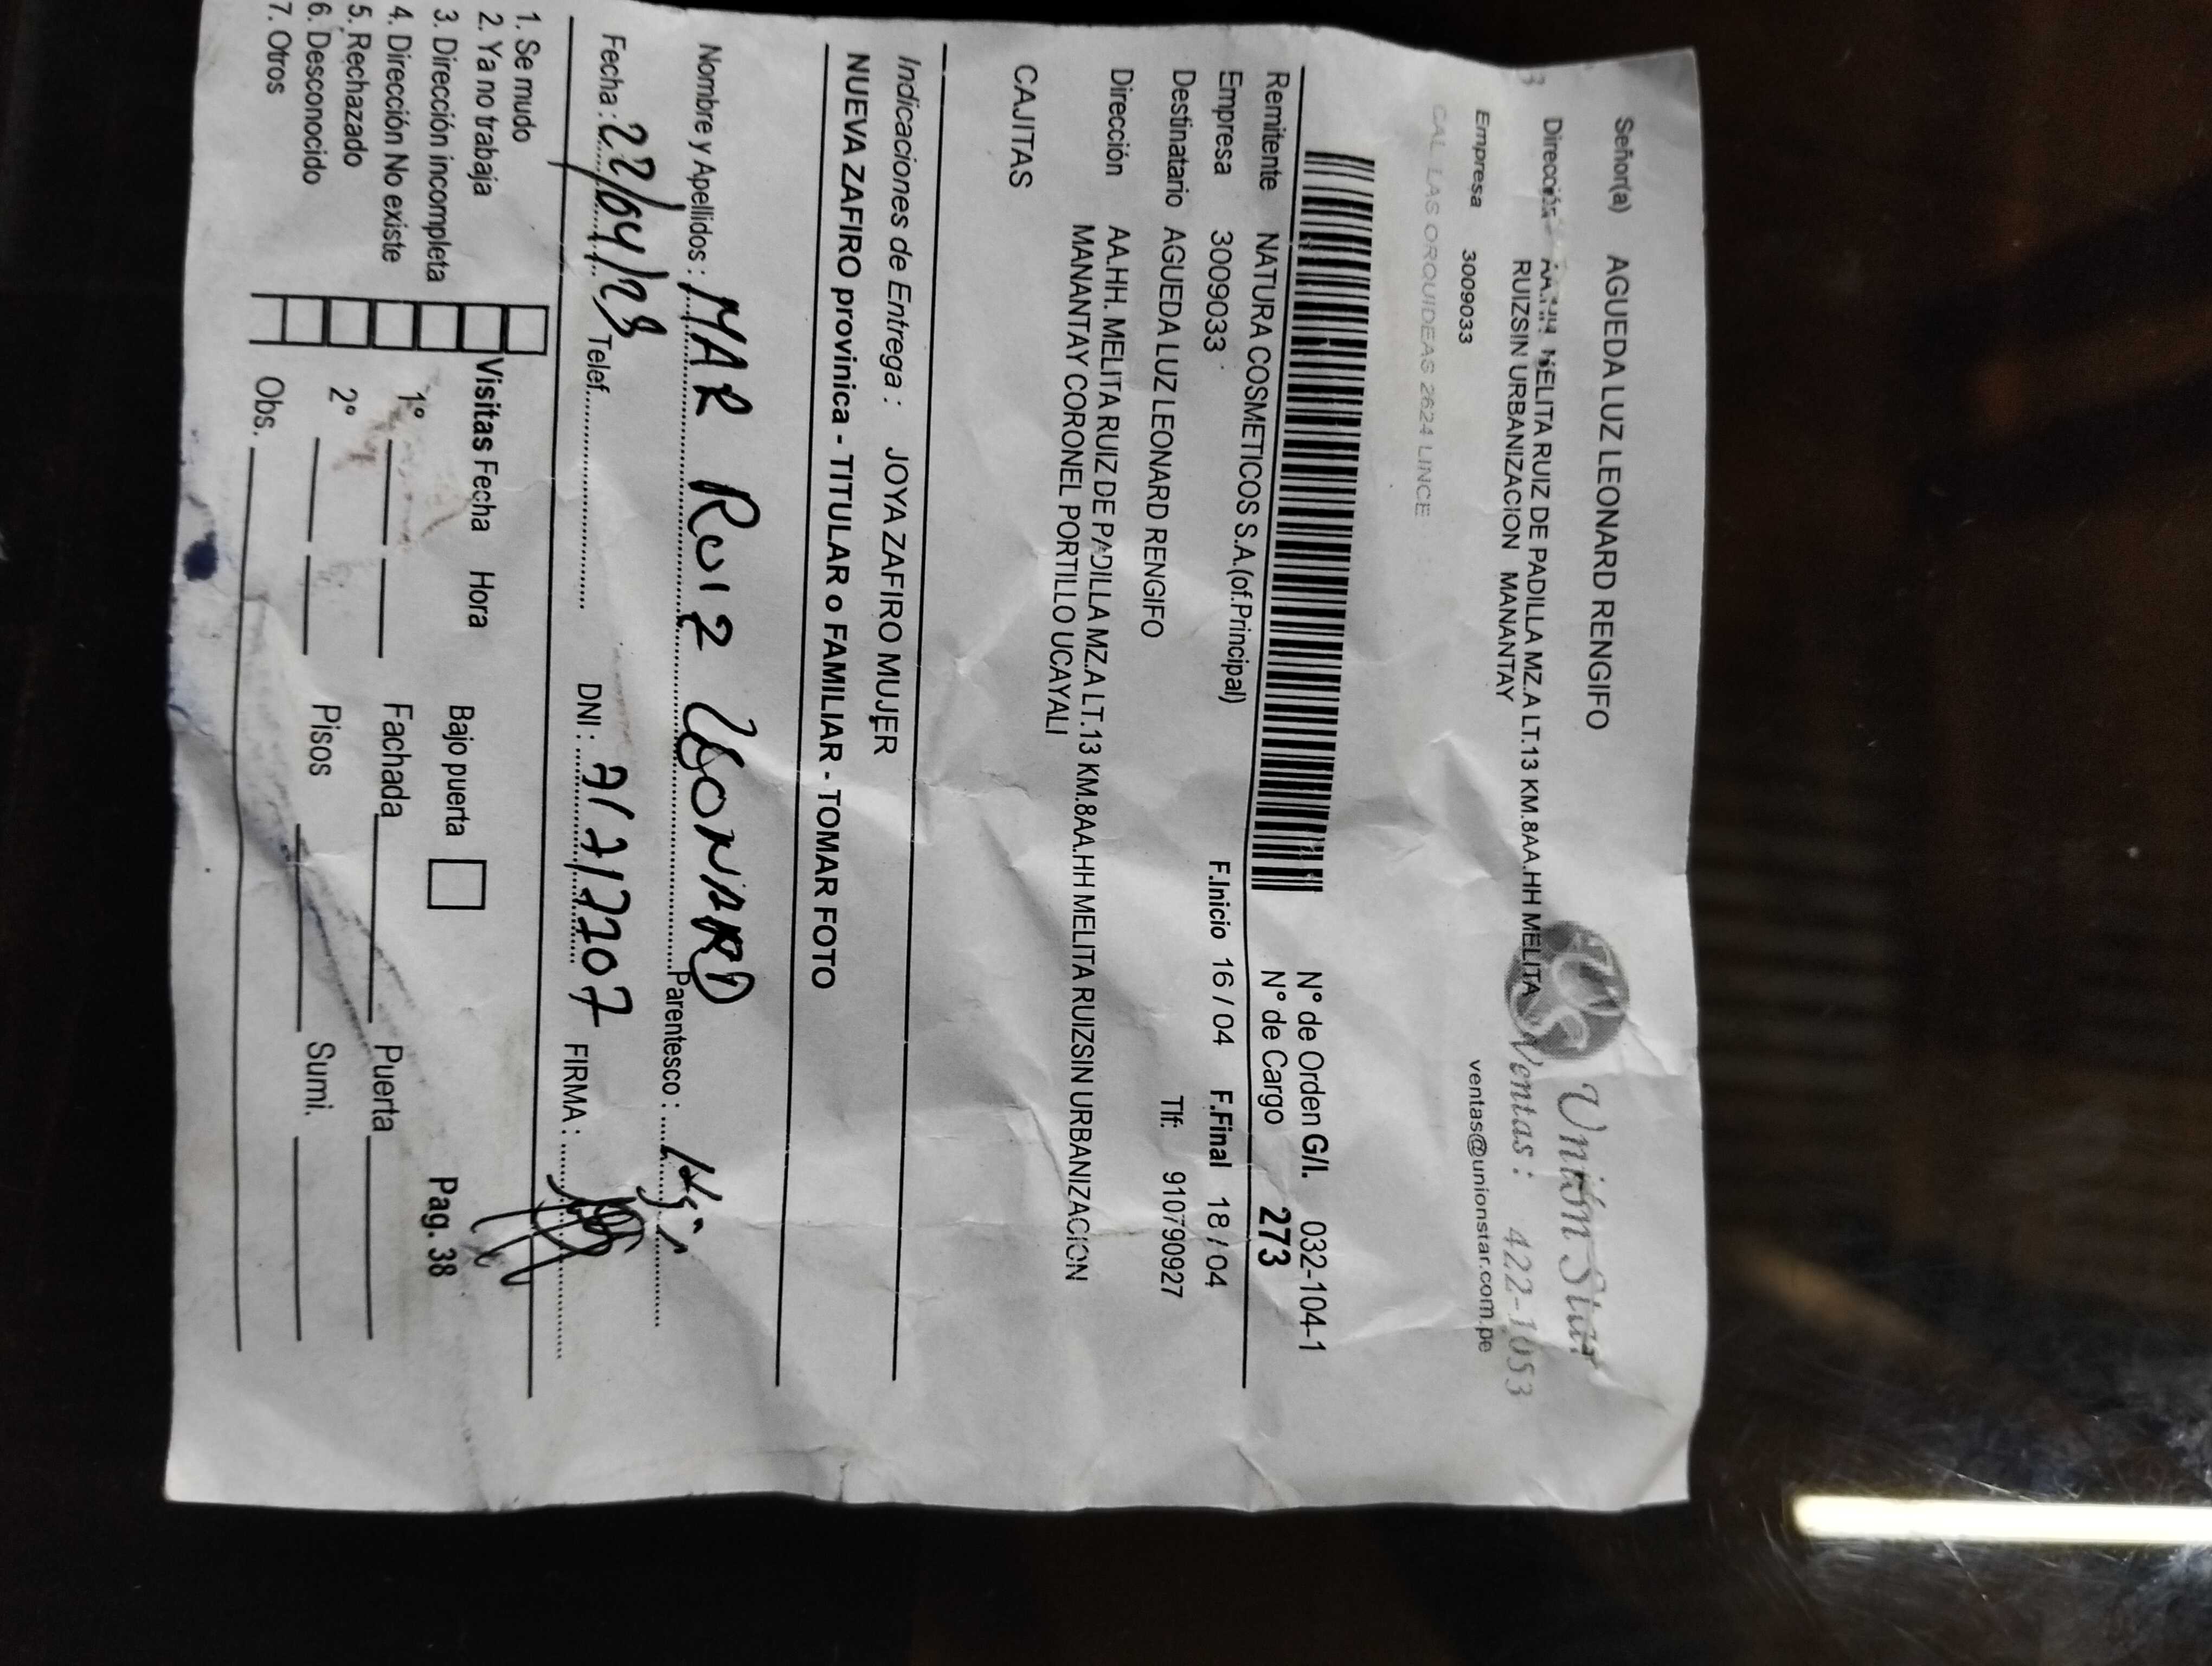 Señor(a) AGUEDA LUZ LEONARD RENGIFO
Unión Star
Dirección AA.HH. MELITA RUIZ DE PADILLA MZ.A LT.13 KM.8AA.HH MELITA
RUIZSIN URBANIZACION MANANTAY
Ventas: 422-1053
Empresa 3009033
ventas@unionstar.com.pe
CAL. LAS ORQUIDEAS 2624 LINCE
N° de Orden G/I. 032-104-1
N° de Cargo 273
Remitente NATURA COSMETICOS S.A.(of.Principal)
Empresa 3009033
F.Inicio 16 / 04 F.Final 18 / 04
Destinatario AGUEDA LUZ LEONARD RENGIFO
Tlf: 910790927
Dirección AA.HH. MELITA RUIZ DE PADILLA MZ.A LT.13 KM.8AA.HH MELITA RUIZSIN URBANIZACION
MANANTAY CORONEL PORTILLO UCAYALI
CAJITAS
Indicaciones de Entrega : JOYA ZAFIRO MUJER
NUEVA ZAFIRO provinica - TITULAR o FAMILIAR - TOMAR FOTO
Nombre y Apellidos : MAR RUIZ LEONARD Parentesco :
Fecha : 22/04/23 Telef. DNI : 71717707 FIRMA :
1. Se mudo
2. Ya no trabaja
3. Dirección incompleta
4. Dirección No existe
5. Rechazado
6. Desconocido
7. Otros
Visitas Fecha Hora
1°
2°
Obs.
Bajo puerta
Fachada Puerta
Pisos Sumi.
Pag. 38